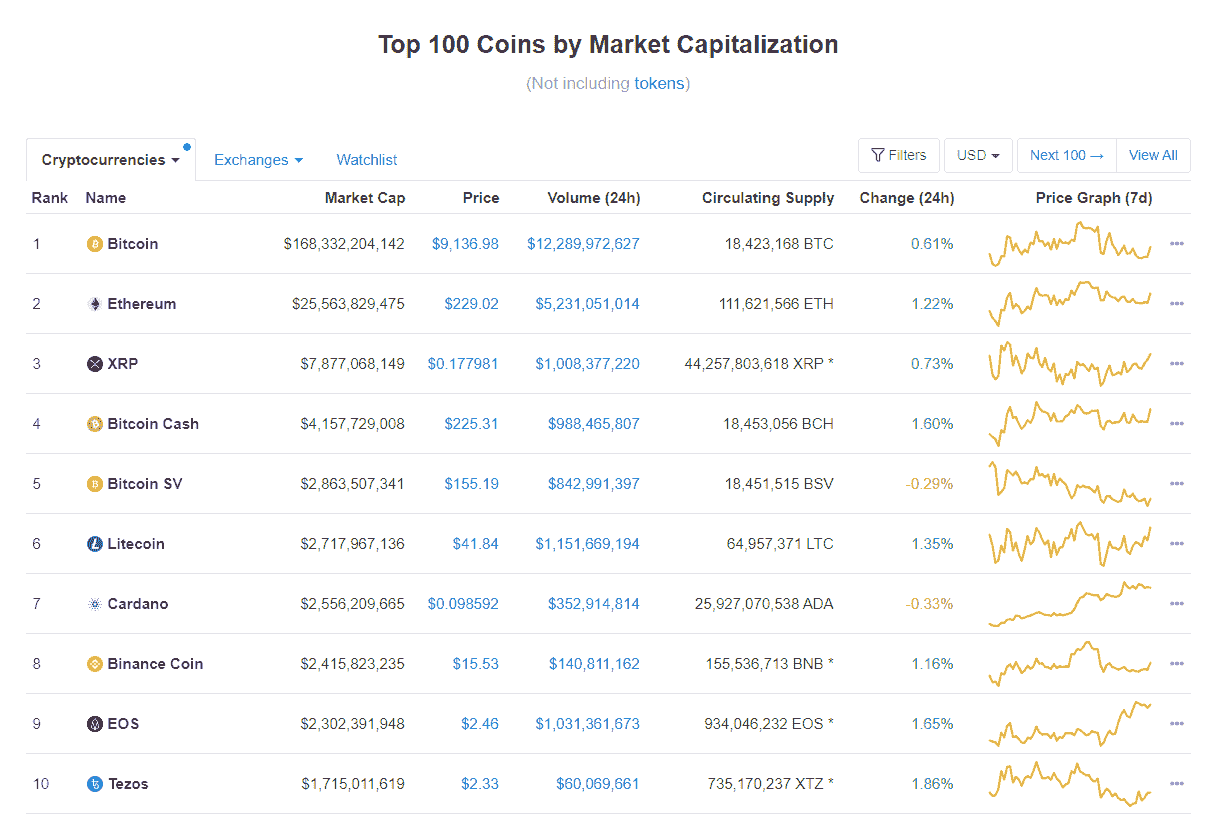 Top 100 Coins by Market Capitalization
(Not including tokens)
Cryptocurrencies Exchanges Watchlist Filters USD Next 100 → View All
Rank Name Market Cap Price Volume (24h) Circulating Supply Change (24h) Price Graph (7d)
1 Bitcoin $168,332,204,142 $9,136.98 $12,289,972,627 18,423,168 BTC 0.61%
2 Ethereum $25,563,829,475 $229.02 $5,231,051,014 111,621,566 ETH 1.22%
3 XRP $7,877,068,149 $0.177981 $1,008,377,220 44,257,803,618 XRP * 0.73%
4 Bitcoin Cash $4,157,729,008 $225.31 $988,465,807 18,453,056 BCH 1.60%
5 Bitcoin SV $2,863,507,341 $155.19 $842,991,397 18,451,515 BSV -0.29%
6 Litecoin $2,717,967,136 $41.84 $1,151,669,194 64,957,371 LTC 1.35%
7 Cardano $2,556,209,665 $0.098592 $352,914,814 25,927,070,538 ADA -0.33%
8 Binance Coin $2,415,823,235 $15.53 $140,811,162 155,536,713 BNB * 1.16%
9 EOS $2,302,391,948 $2.46 $1,031,361,673 934,046,232 EOS * 1.65%
10 Tezos $1,715,011,619 $2.33 $60,069,661 735,170,237 XTZ * 1.86%